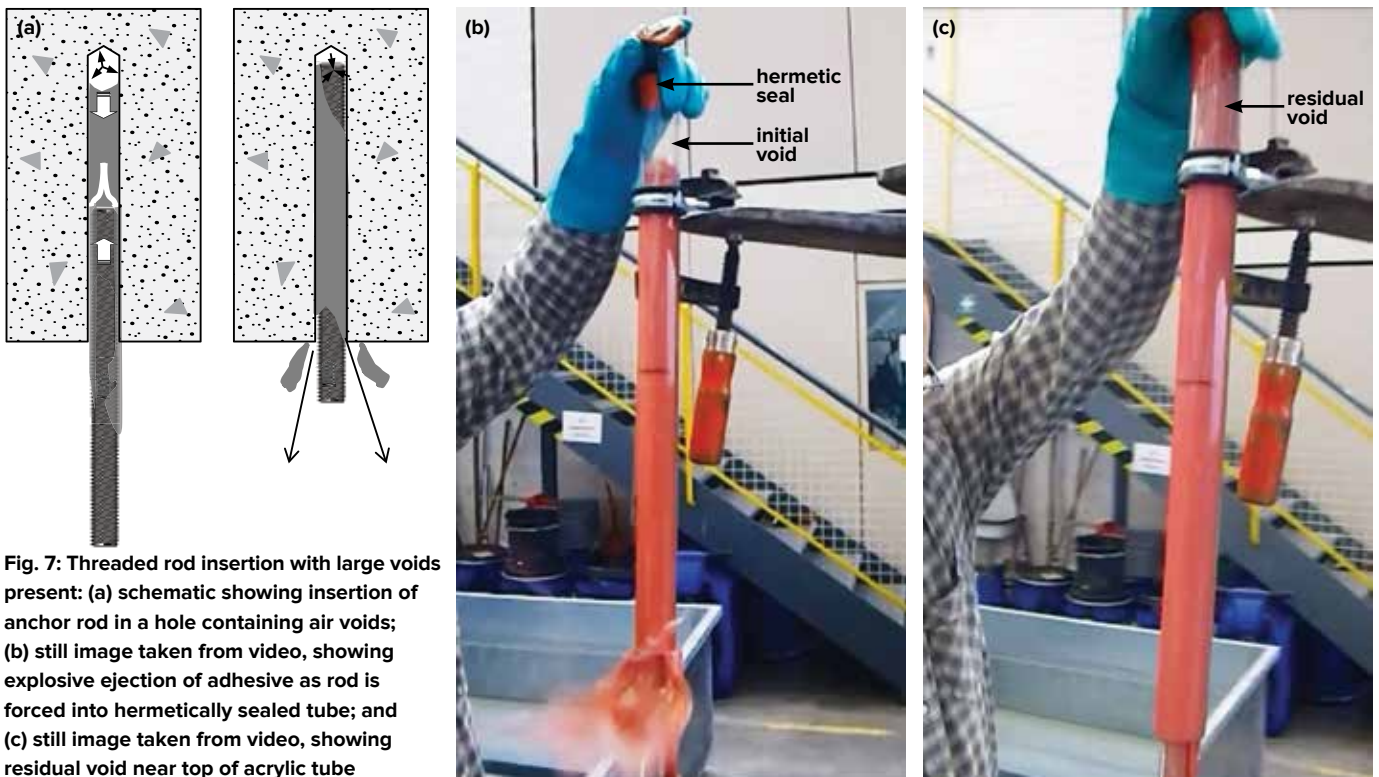 (a)
(b)
hermetic
seal
initial
void
(c)
residual
void
Fig. 7: Threaded rod insertion with large voids
present: (a) schematic showing insertion of
anchor rod in a hole containing air voids;
(b) still image taken from video, showing
explosive ejection of adhesive as rod is
forced into hermetically sealed tube; and
(c) still image taken from video, showing
residual void near top of acrylic tube